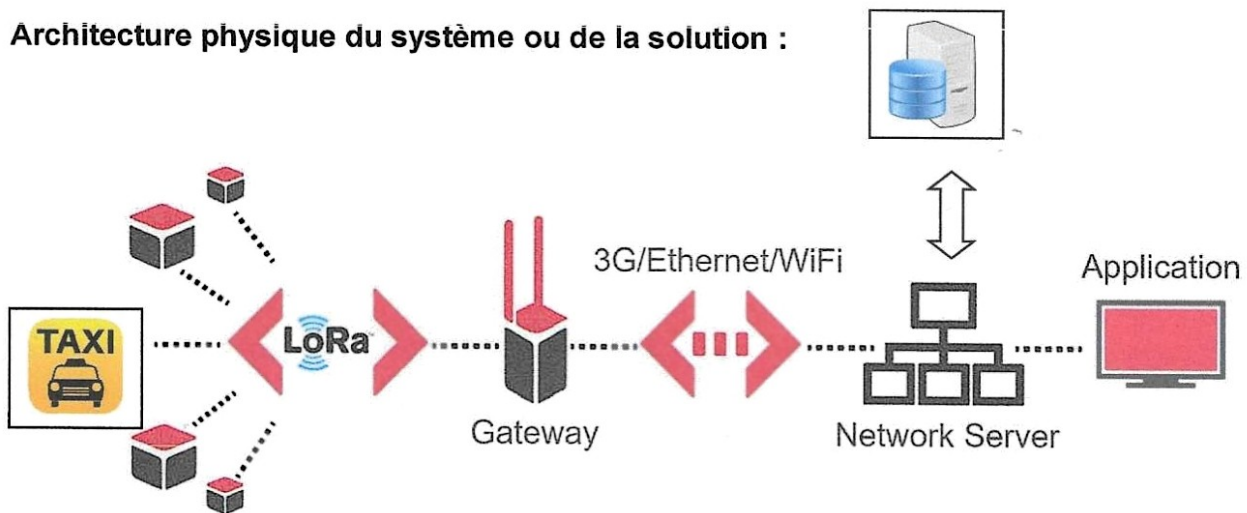 Architecture physique du système ou de la solution :
3G/Ethernet/WiFi
Application
TAXI
LoRa
Gateway
Network Server